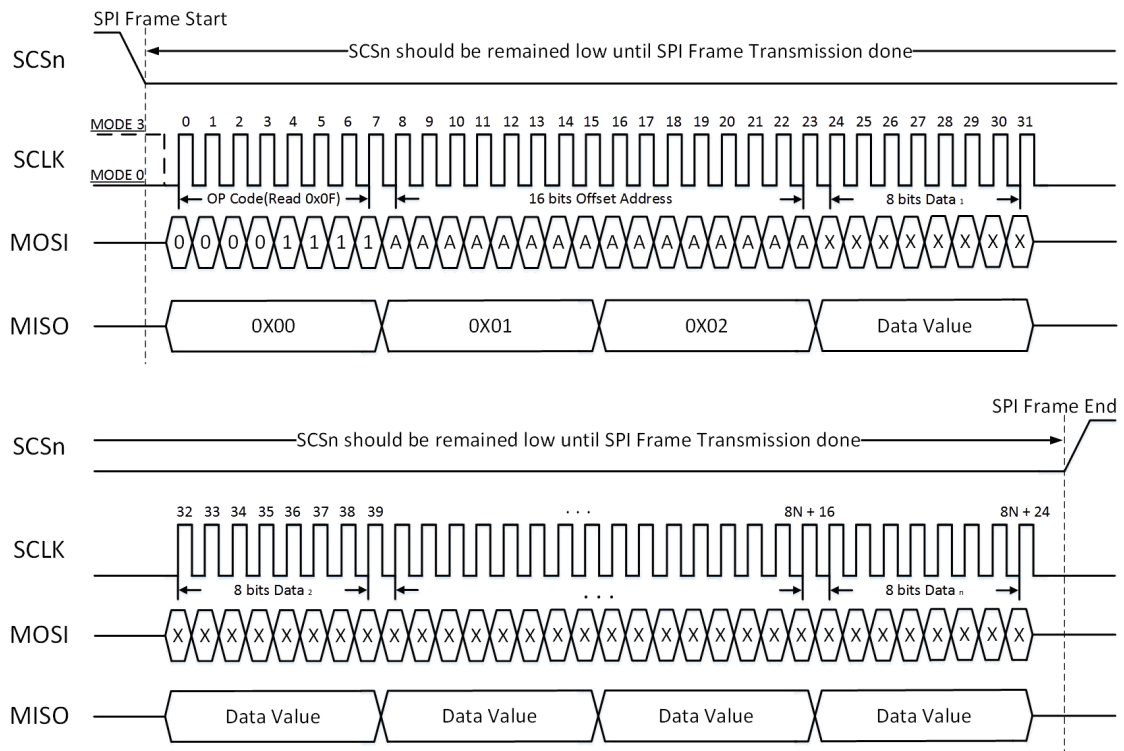 SPI Frame Start
SCSn
SCSn should be remained low until SPI Frame Transmission done
0 1 2 3 4 5 6 7 8 9 10 11 12 13 14 15 16 17 18 19 20 21 22 23 24 25 26 27 28 29 30 31
MODE 3
SCLK
MODE 0
OP Code(Read 0x0F) 16 bits Offset Address 8 bits Data 1
MOSI 0 0 0 0 1 1 1 1 A A A A A A A A A A A A A A A A X X X X X X X X
MISO 0X00 0X01 0X02 Data Value
SPI Frame End
SCSn
SCSn should be remained low until SPI Frame Transmission done
32 33 34 35 36 37 38 39 . . . 8N + 16 8N + 24
SCLK
8 bits Data 2 . . . 8 bits Data n
MOSI X X X X X X X X X X X X X X X X X X X X X X X X X X X X X X X X
MISO Data Value Data Value Data Value Data Value